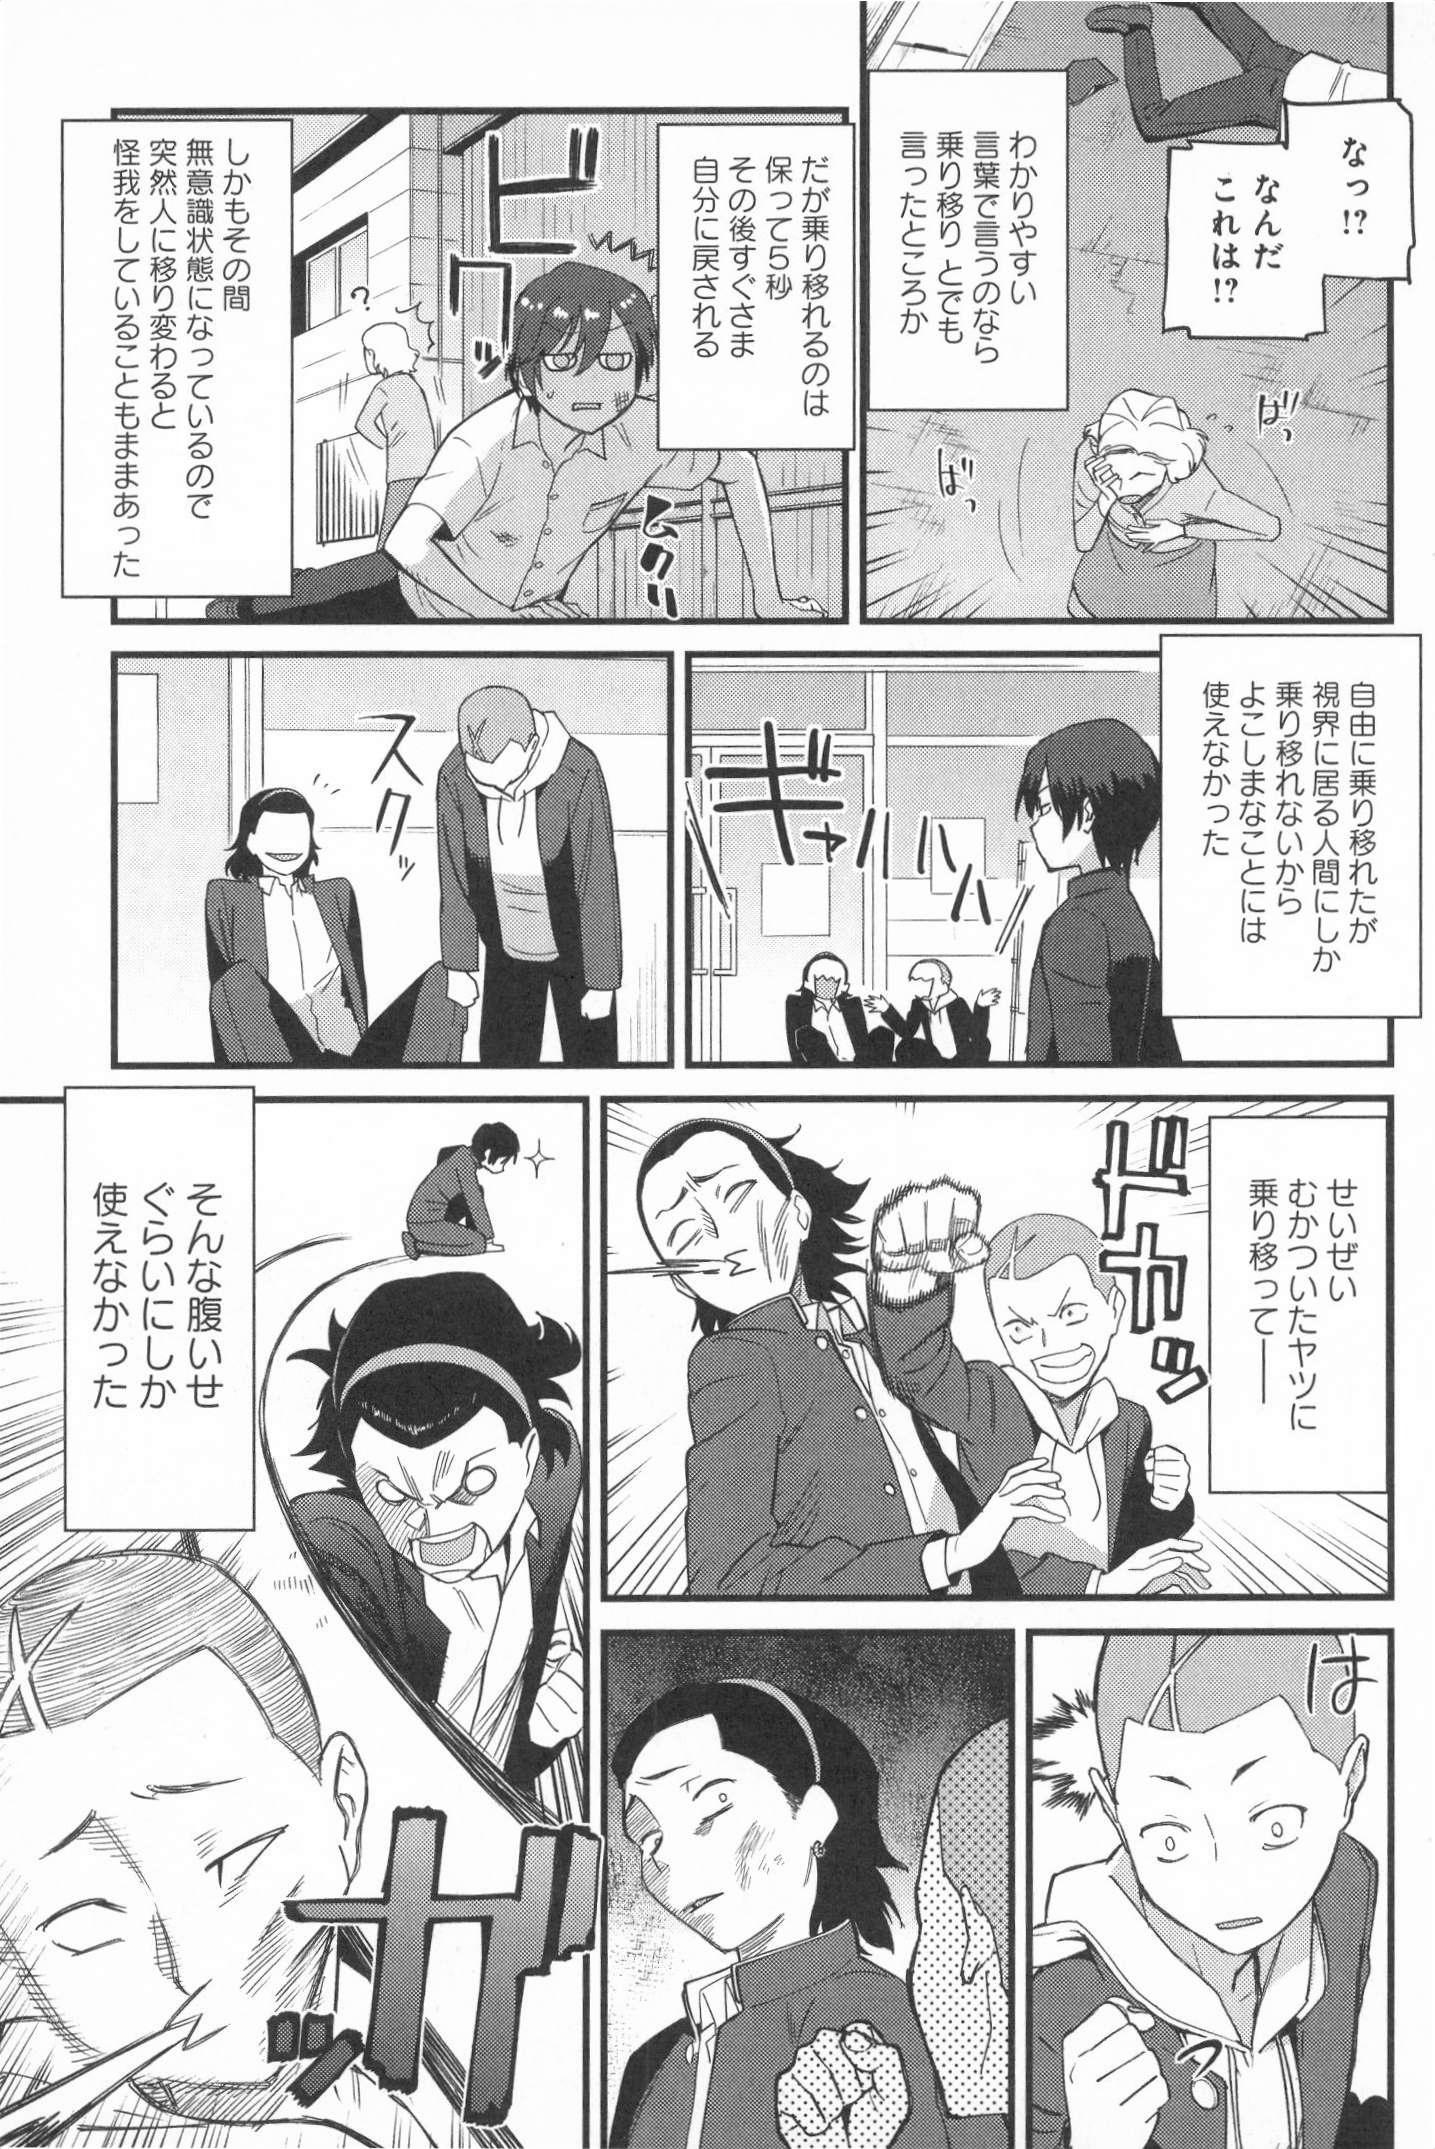 なっ!?
なんだ
これは!?
わかりやすい
言葉で言うのなら
乗り移り とでも
言ったところか
ばっ
ばっ
だが乗り移れるのは
保って5秒
その後すぐさま
自分に戻される
ビクッ
?
ムクリ
しかもその間
無意識状態になっているので
突然人に移り変わると
怪我をしていることもままあった
自由に乗り移れたが
視界に居る人間にしか
乗り移れないから
よこしまなことには
使えなかった
ギャハハハ
スクッ
せいぜい
むかついたヤツに
乗り移って――
ドカッ
そんな腹いせ
ぐらいにしか
使えなかった
はっ
ガッ